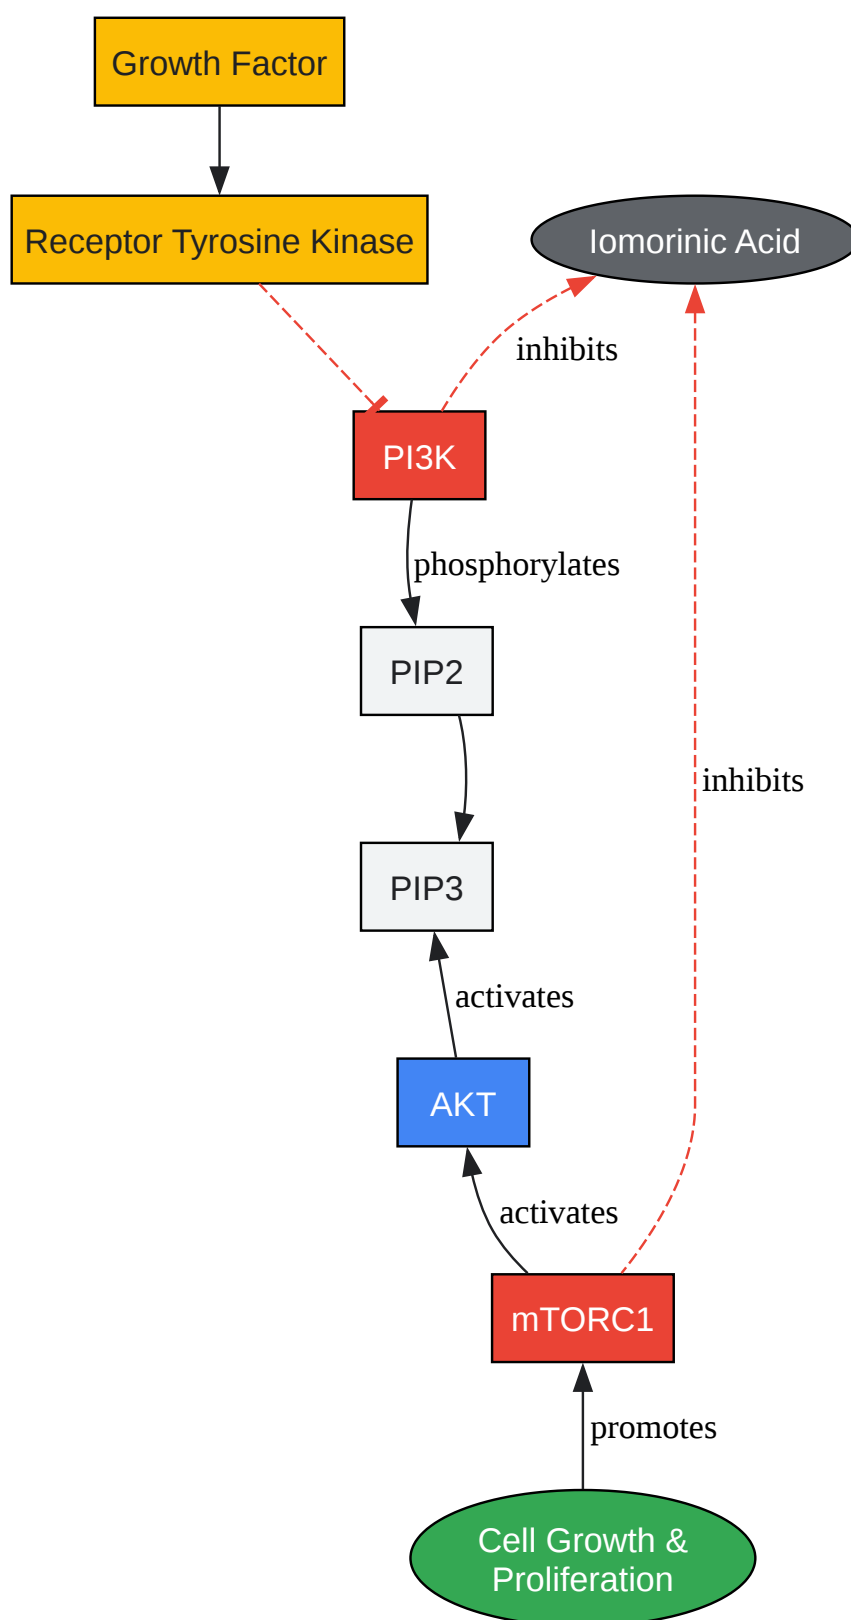 Growth Factor
Receptor Tyrosine Kinase
Iomorinic Acid
inhibits
PI3K
phosphorylates
PIP2
inhibits
PIP3
activates
AKT
activates
mTORC1
promotes
Cell Growth &
Proliferation